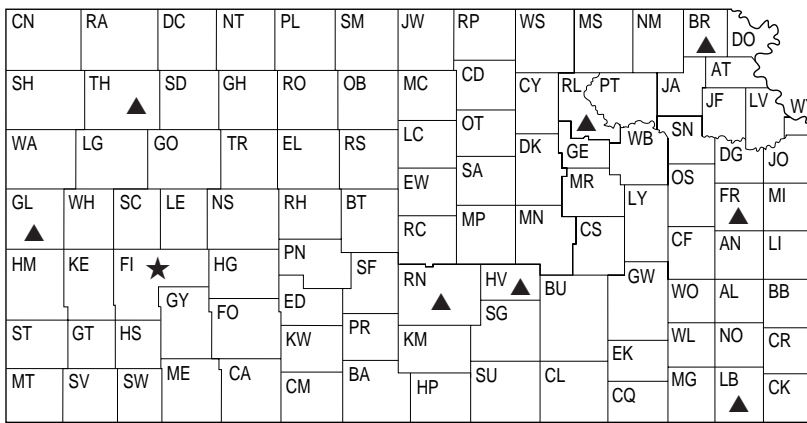 CN RA DC NT PL SM JW RP WS MS NM BR DO
SH TH SD GH RO OB MC CD CY RL PT JA AT
JF LV
WA LG GO TR EL RS LC OT DK GE WB SN DG JO
GL WH SC LE NS RH BT EW SA MR LY OS FR MI
RC MP MN CS
HM KE FI HG PN SF CF AN LI
RN HV BU GW
GY FO ED SG WO AL BB
ST GT HS KW PR KM WL NO CR
EK
MT SV SW ME CA CM BA HP SU CL CQ MG LB CK